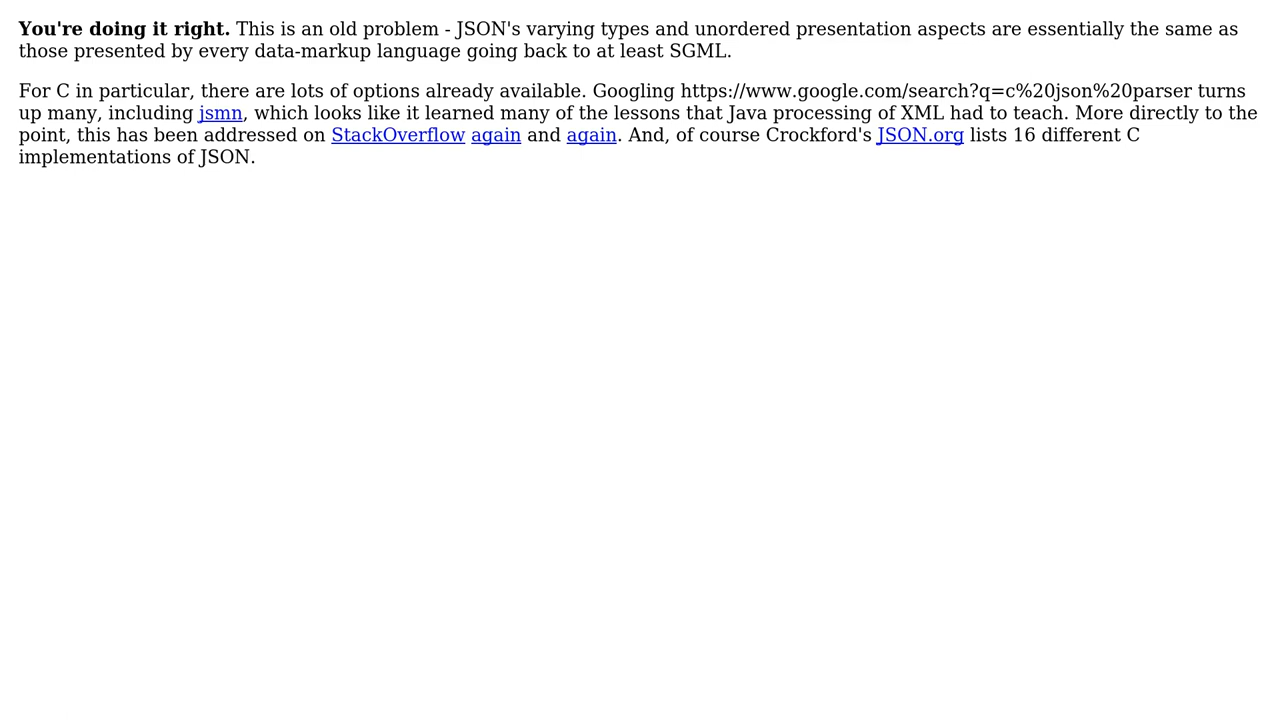 You're doing it right. This is an old problem - JSON's varying types and unordered presentation aspects are essentially the same as
those presented by every data-markup language going back to at least SGML.
For C in particular, there are lots of options already available. Googling https://www.google.com/search?q=c%20json%20parser turns
up many, including jsmn, which looks like it learned many of the lessons that Java processing of XML had to teach. More directly to the
point, this has been addressed on StackOverflow again and again. And, of course Crockford's JSON.org lists 16 different C
implementations of JSON.